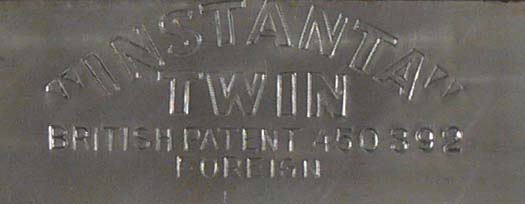 "INSTANTA"
TWIN
BRITISH PATENT 450392
FOREIGN